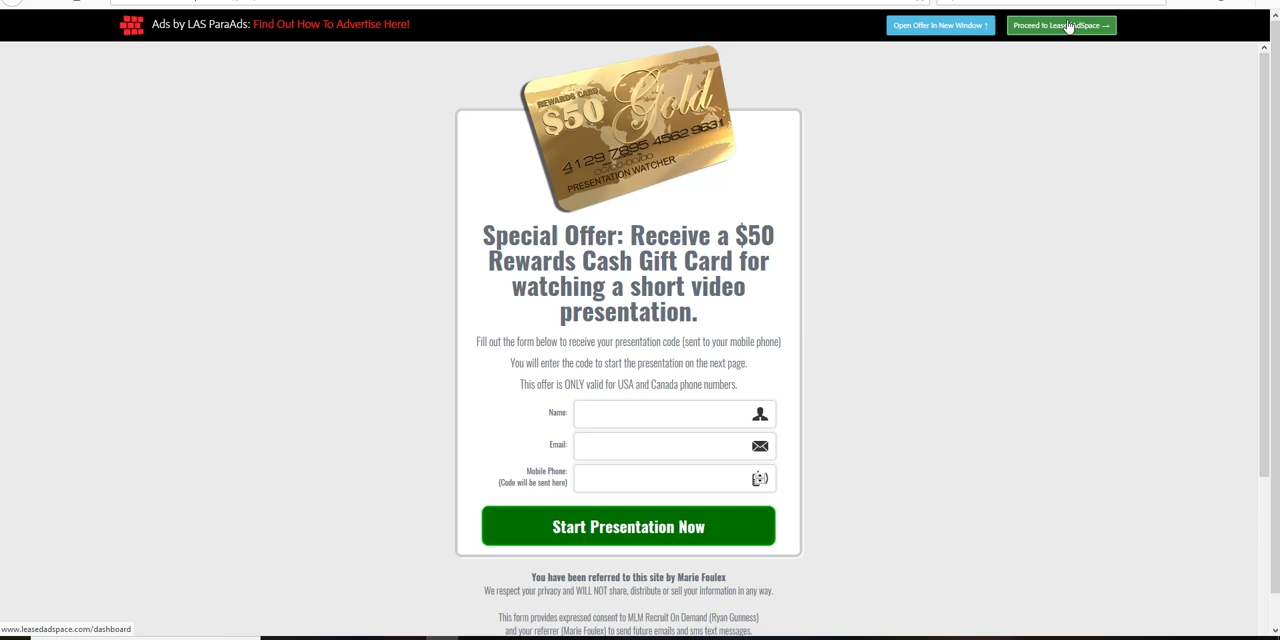 Ads by LAS ParaAds: Find Out How To Advertise Here!
Open Offer In New Window ↑
Proceed to LeasedAdSpace →
REWARDS CARD
$50 Gold
4129 7895 4562 9631
PRESENTATION WATCHER
Special Offer: Receive a $50
Rewards Cash Gift Card for
watching a short video
presentation.
Fill out the form below to receive your presentation code (sent to your mobile phone)
You will enter the code to start the presentation on the next page.
This offer is ONLY valid for USA and Canada phone numbers.
Name:
Email:
Mobile Phone:
(Code will be sent here)
Start Presentation Now
You have been referred to this site by Marie Foulex
We respect your privacy and WILL NOT share, distribute or sell your information in any way.
This form provides expressed consent to MLM Recruit On Demand (Ryan Gunness)
and your referrer (Marie Foulex) to send future emails and sms text messages.
www.leasedadspace.com/dashboard